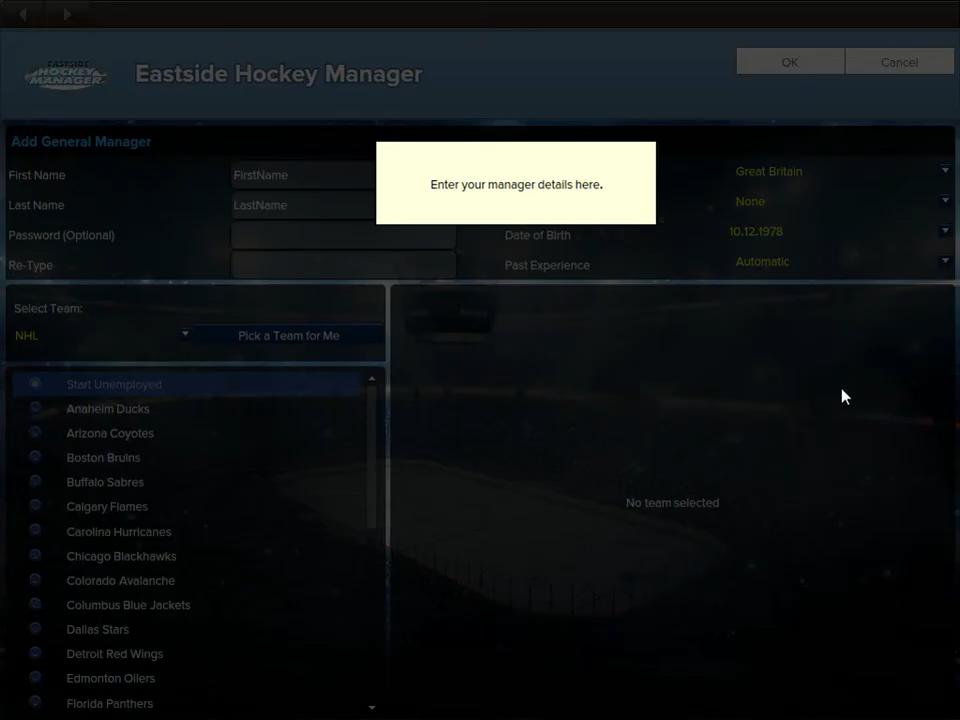 EASTSIDE
HOCKEY
MANAGER
Eastside Hockey Manager
OK
Cancel
Add General Manager
First Name
FirstName
Great Britain
Enter your manager details here.
Last Name
LastName
None
Password (Optional)
Date of Birth
10.12.1978
Re-Type
Past Experience
Automatic
Select Team:
NHL
Pick a Team for Me
Start Unemployed
Anaheim Ducks
Arizona Coyotes
Boston Bruins
Buffalo Sabres
Calgary Flames
Carolina Hurricanes
Chicago Blackhawks
Colorado Avalanche
Columbus Blue Jackets
Dallas Stars
Detroit Red Wings
Edmonton Oilers
Florida Panthers
No team selected